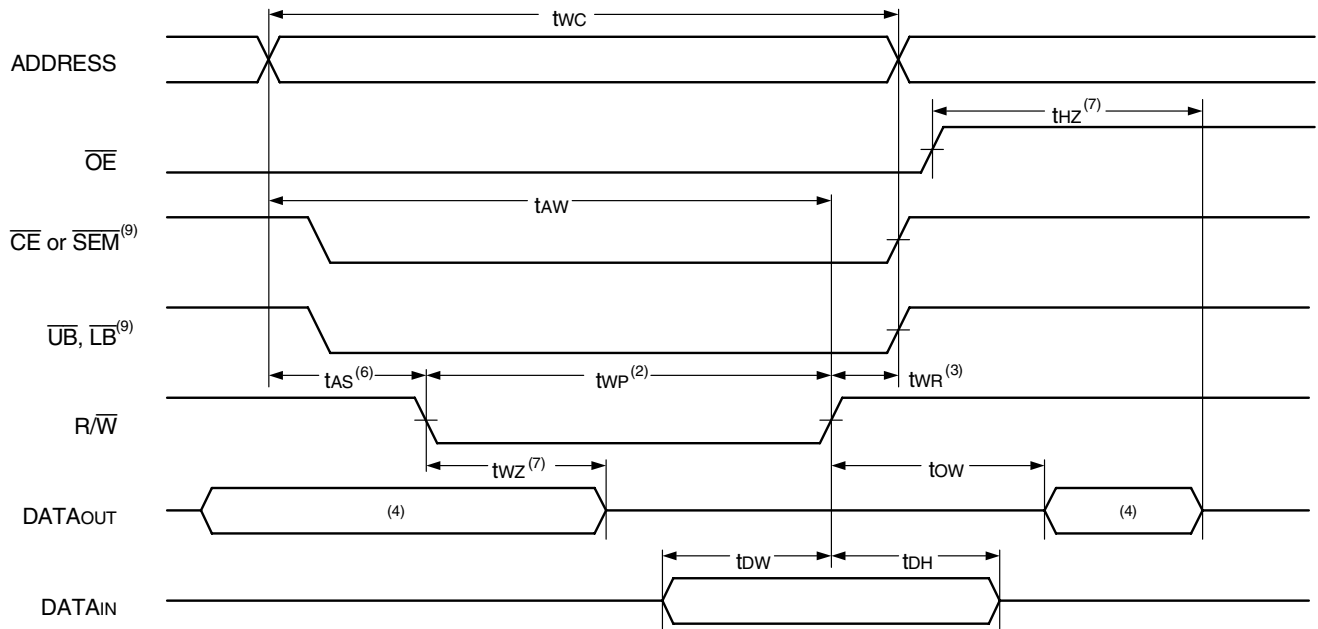 tWC
ADDRESS
tHZ(7)
OE
tAW
CE or SEM(9)
UB, LB(9)
tAS(6) tWP(2) tWR(3)
R/W
tWZ(7) tOW
DATAOUT (4) (4)
tDW tDH
DATAIN